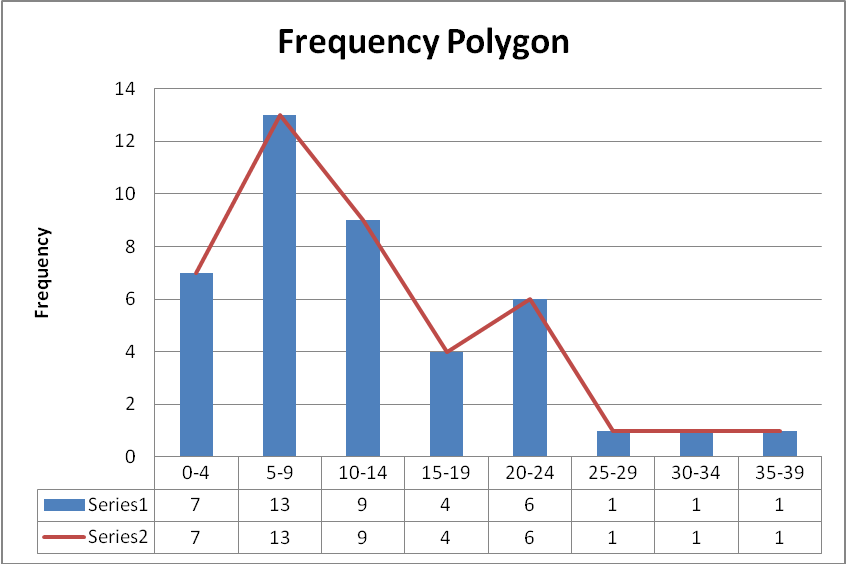 Frequency Polygon
14
12
10
8
6
4
2
0
Frequency
0-4 5-9 10-14 15-19 20-24 25-29 30-34 35-39
Series1 7 13 9 4 6 1 1 1
Series2 7 13 9 4 6 1 1 1